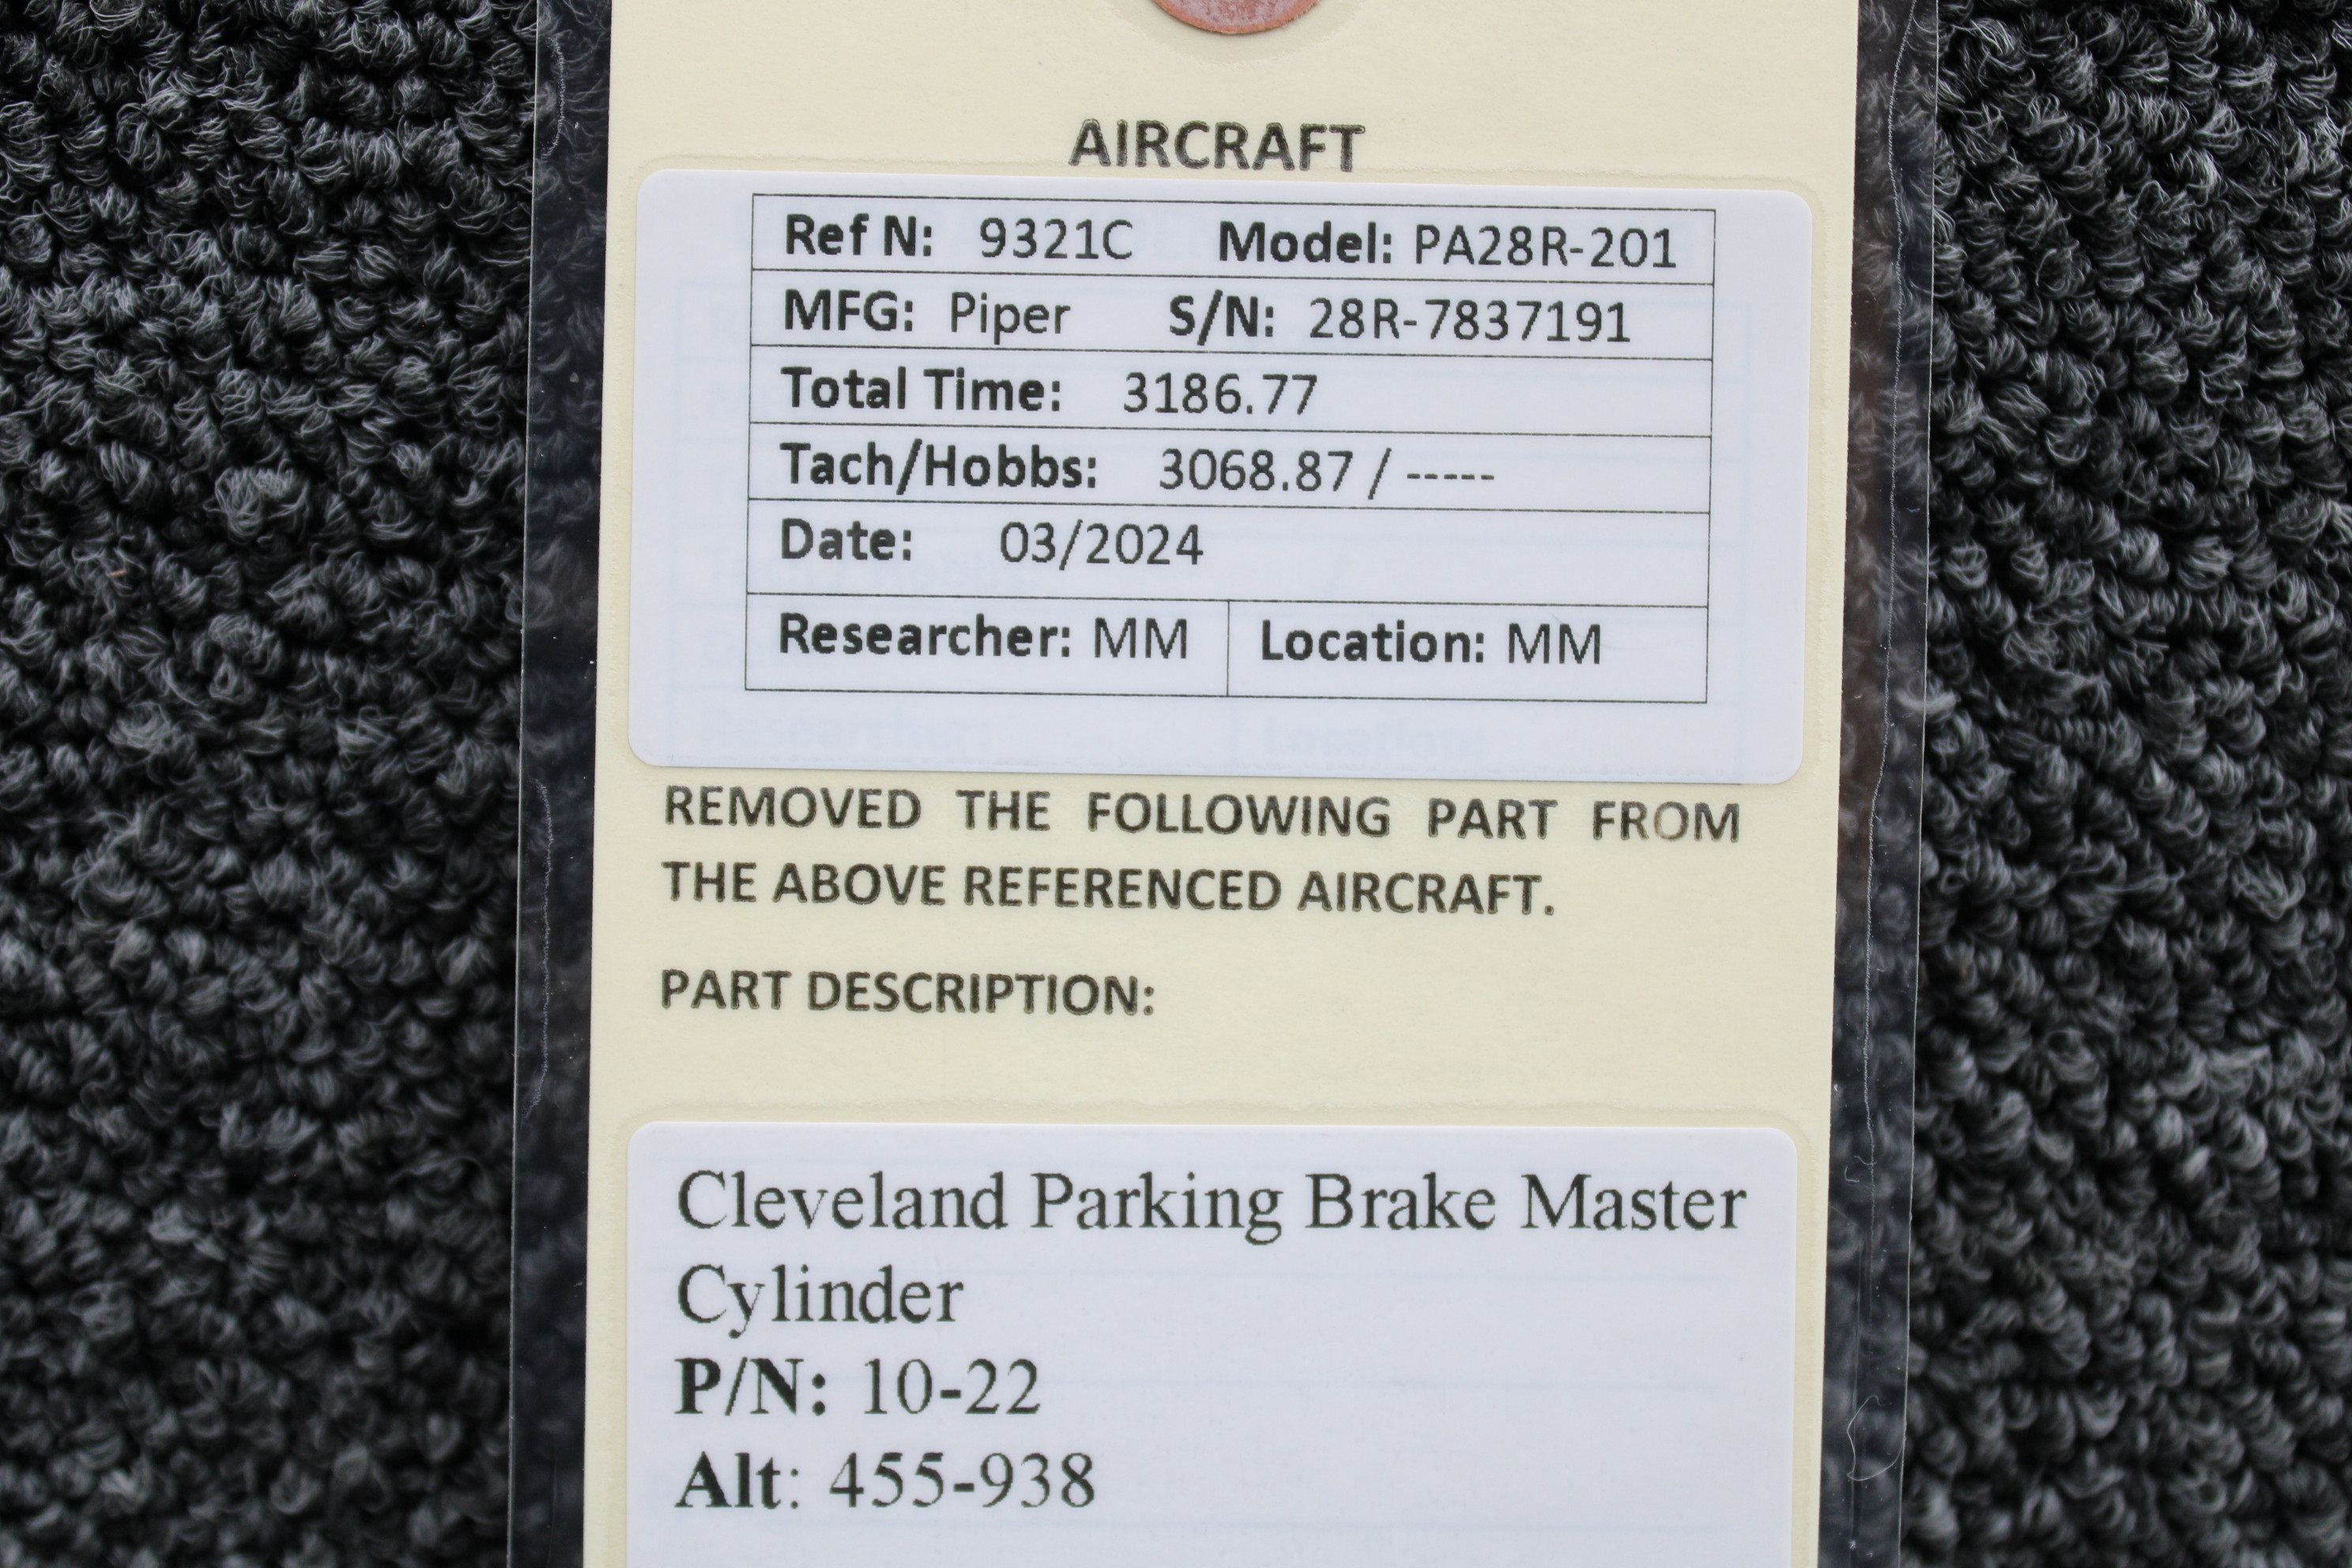 AIRCRAFT
Ref N: 9321C Model: PA28R-201
MFG: Piper S/N: 28R-7837191
Total Time: 3186.77
Tach/Hobbs: 3068.87 / -----
Date: 03/2024
Researcher: MM Location: MM
REMOVED THE FOLLOWING PART FROM
THE ABOVE REFERENCED AIRCRAFT.
PART DESCRIPTION:
Cleveland Parking Brake Master
Cylinder
P/N: 10-22
Alt: 455-938